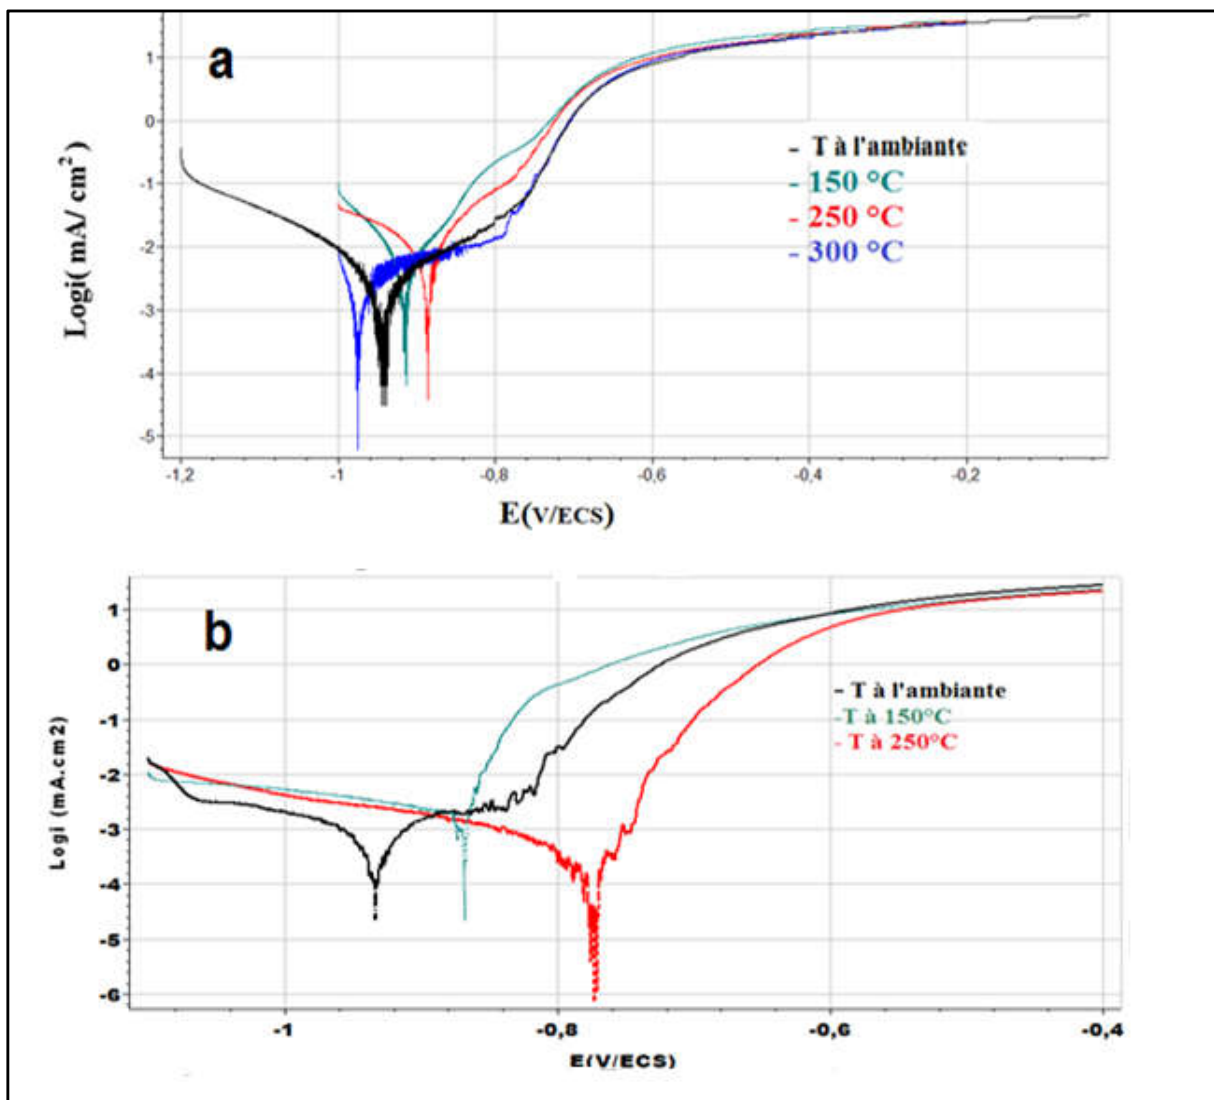 a
1
0
-1
-2
-3
-4
-5
Logi( mA/ cm²)
- T à l'ambiante
- 150 °C
- 250 °C
- 300 °C
-1,2
-1
-0,8
-0,6
-0,4
-0,2
E(V/ECS)
b
1
0
-1
-2
-3
-4
-5
-6
Logi (mA.cm2)
- T à l'ambiante
-T à 150°C
- T à 250°C
-1
-0,8
-0,6
-0,4
E(V/ECS)